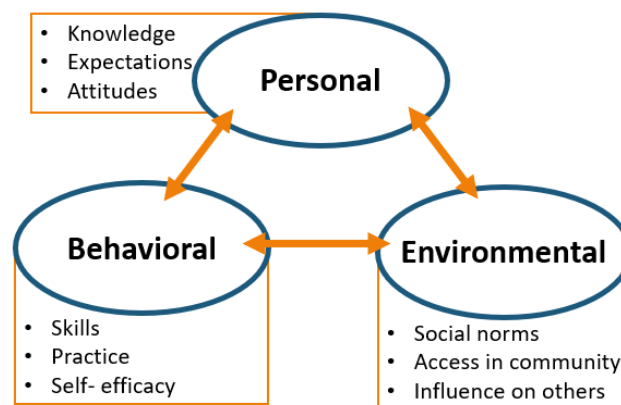 • Knowledge
• Expectations
• Attitudes
Personal
Behavioral
Environmental
• Skills
• Practice
• Self- efficacy
• Social norms
• Access in community
• Influence on others